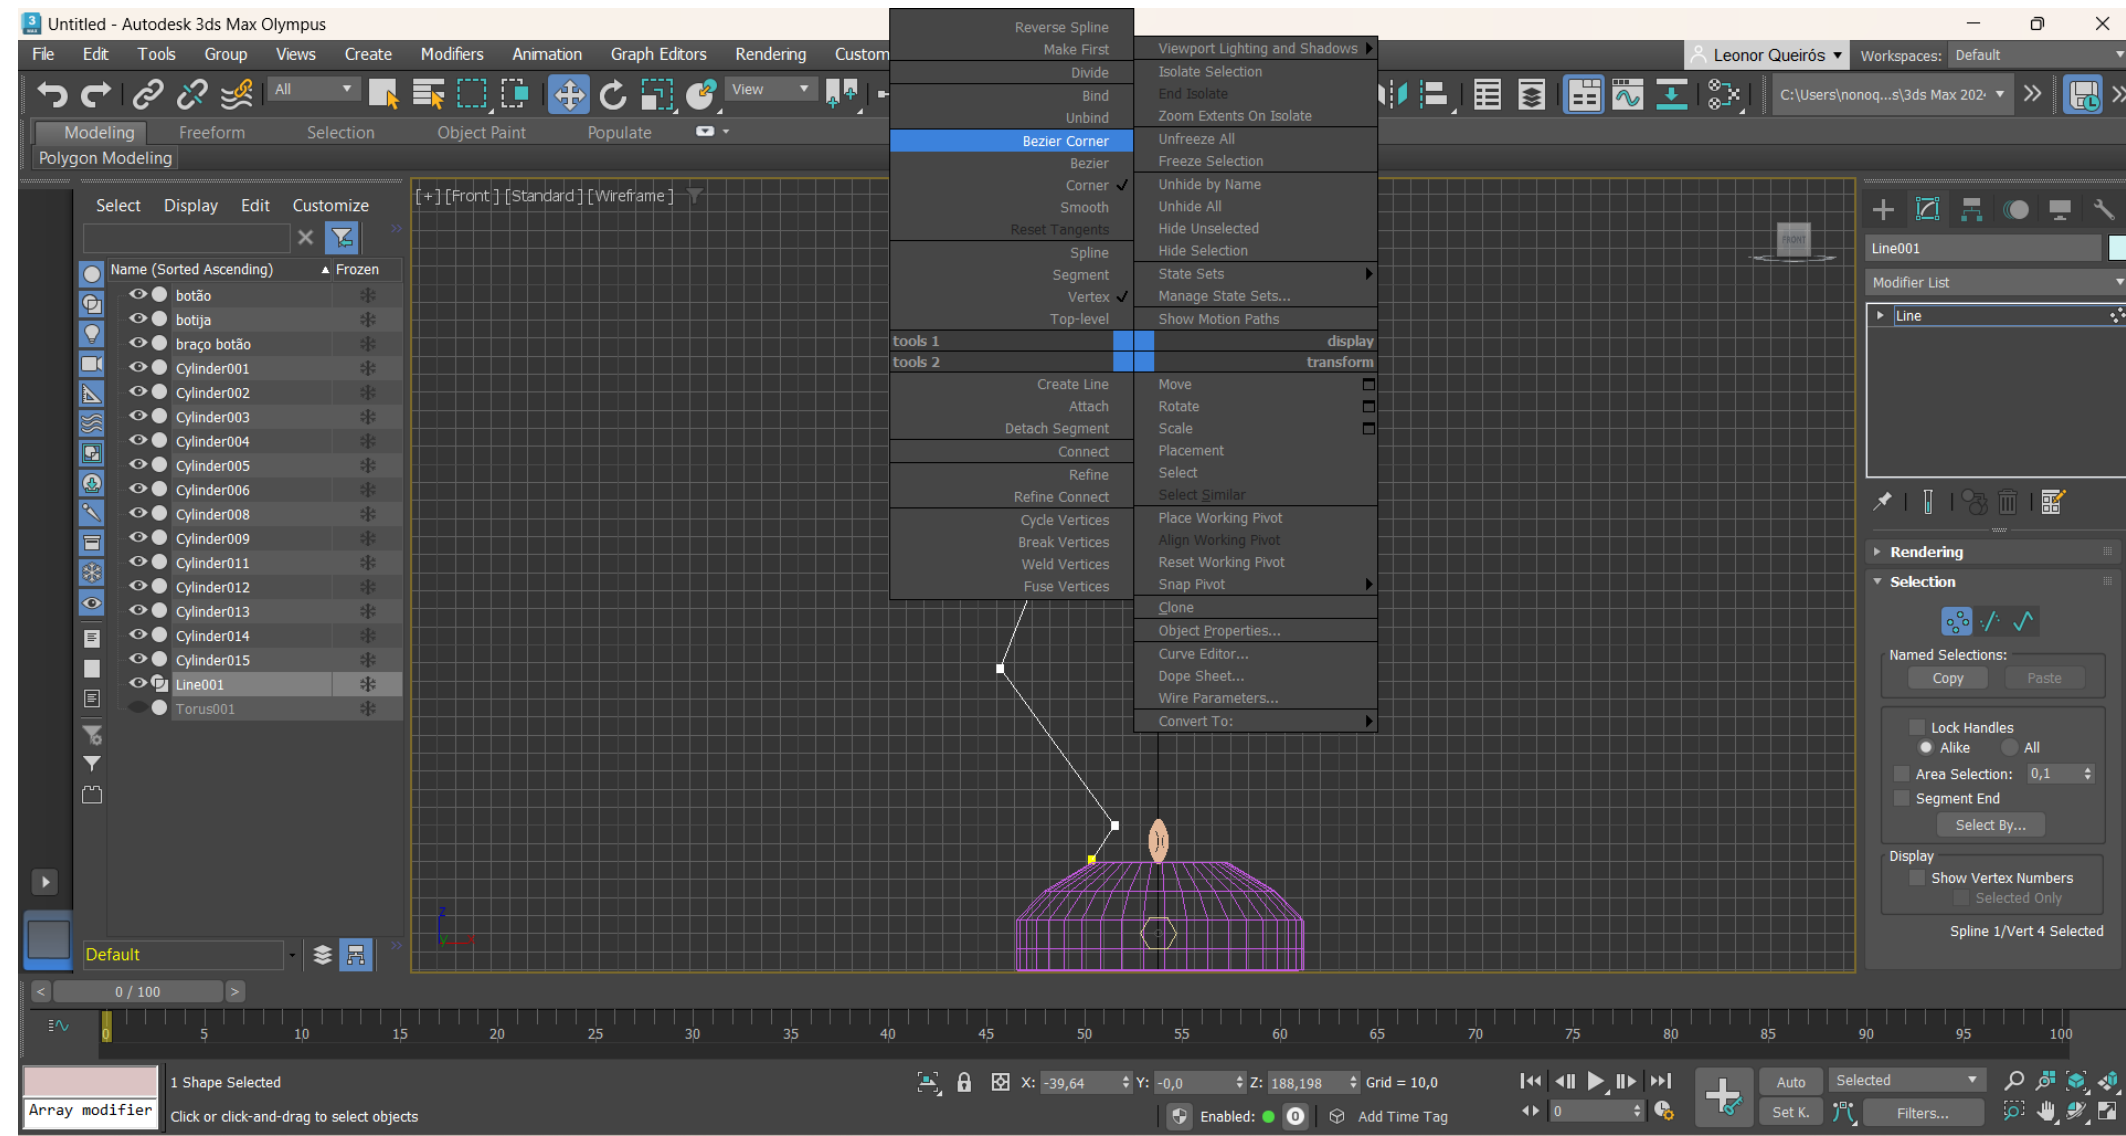 Untitled - Autodesk 3ds Max Olympus
File Edit Tools Group Views Create Modifiers Animation Graph Editors Rendering Custom
Leonor Queirós Workspaces: Default
All View C:\Users\nonoq...s\3ds Max 202
Modeling Freeform Selection Object Paint Populate
Polygon Modeling
Reverse Spline
Make First
Divide
Bind
Unbind
Bezier Corner
Bezier
Corner ✓
Smooth
Reset Tangents
Spline
Segment
Vertex ✓
Top-level
tools 1
tools 2
Create Line
Attach
Detach Segment
Connect
Refine
Refine Connect
Cycle Vertices
Break Vertices
Weld Vertices
Fuse Vertices
Viewport Lighting and Shadows
Isolate Selection
End Isolate
Zoom Extents On Isolate
Unfreeze All
Freeze Selection
Unhide by Name
Unhide All
Hide Unselected
Hide Selection
State Sets
Manage State Sets...
Show Motion Paths
display
transform
Move
Rotate
Scale
Placement
Select
Select Similar
Place Working Pivot
Align Working Pivot
Reset Working Pivot
Snap Pivot
Clone
Object Properties...
Curve Editor...
Dope Sheet...
Wire Parameters...
Convert To:
Select Display Edit Customize
Name (Sorted Ascending) Frozen
botão
botija
braço botão
Cylinder001
Cylinder002
Cylinder003
Cylinder004
Cylinder005
Cylinder006
Cylinder008
Cylinder009
Cylinder011
Cylinder012
Cylinder013
Cylinder014
Cylinder015
Line001
Torus001
Default
[+] [Front ] [Standard ] [Wireframe ]
FRONT
z
y x
Line001
Modifier List
Line
Rendering
Selection
Named Selections:
Copy Paste
Lock Handles
Alike All
Area Selection: 0,1
Segment End
Select By...
Display
Show Vertex Numbers
Selected Only
Spline 1/Vert 4 Selected
< 0 / 100 >
0 5 10 15 20 25 30 35 40 45 50 55 60 65 70 75 80 85 90 95 100
1 Shape Selected
X: -39,64 Y: -0,0 Z: 188,198 Grid = 10,0
Auto Selected
Array modifier
Click or click-and-drag to select objects
Enabled: 0 Add Time Tag
0 Set K. Filters...